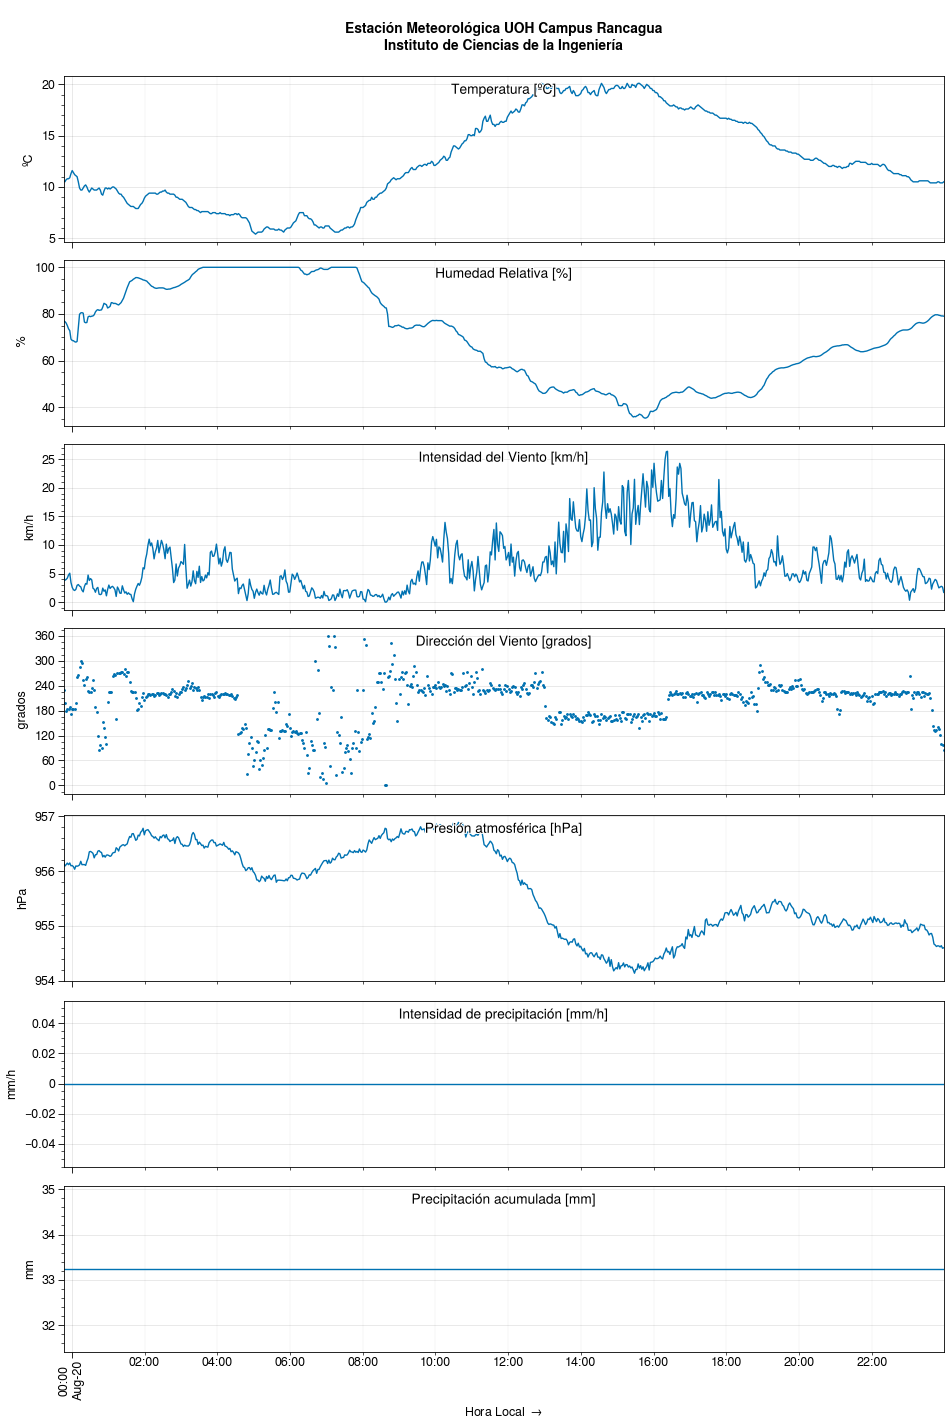 Estación Meteorológica UOH Campus Rancagua
Instituto de Ciencias de la Ingeniería
Temperatura [ºC]
ºC
20
15
10
5
Humedad Relativa [%]
%
100
80
60
40
Intensidad del Viento [km/h]
km/h
25
20
15
10
5
0
Dirección del Viento [grados]
grados
360
300
240
180
120
60
0
Presión atmosférica [hPa]
hPa
957
956
955
954
Intensidad de precipitación [mm/h]
mm/h
0.04
0.02
0
−0.02
−0.04
Precipitación acumulada [mm]
mm
35
34
33
32
00:00 02:00 04:00 06:00 08:00 10:00 12:00 14:00 16:00 18:00 20:00 22:00
Aug-20
Hora Local →